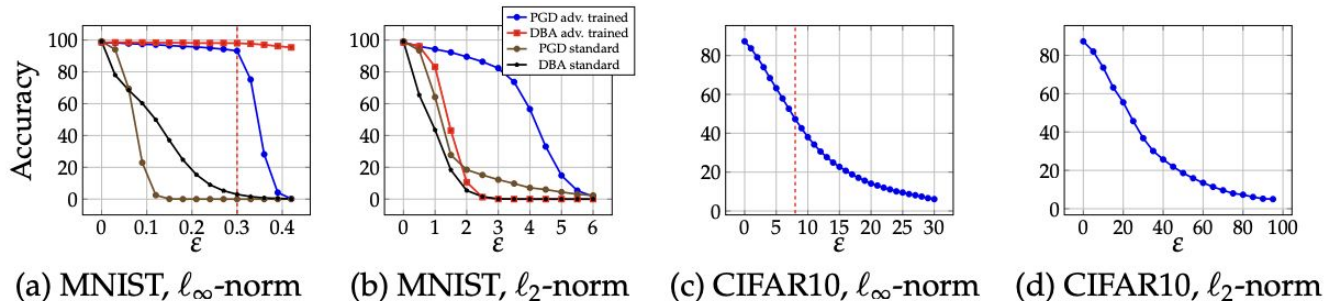 PGD adv. trained
DBA adv. trained
PGD standard
DBA standard
Accuracy
100
80
60
40
20
0
0 0.1 0.2 0.3 0.4
ε
(a) MNIST, ℓ∞-norm
100
80
60
40
20
0
0 1 2 3 4 5 6
ε
(b) MNIST, ℓ2-norm
80
60
40
20
0
0 5 10 15 20 25 30
ε
(c) CIFAR10, ℓ∞-norm
80
60
40
20
0
0 20 40 60 80 100
ε
(d) CIFAR10, ℓ2-norm